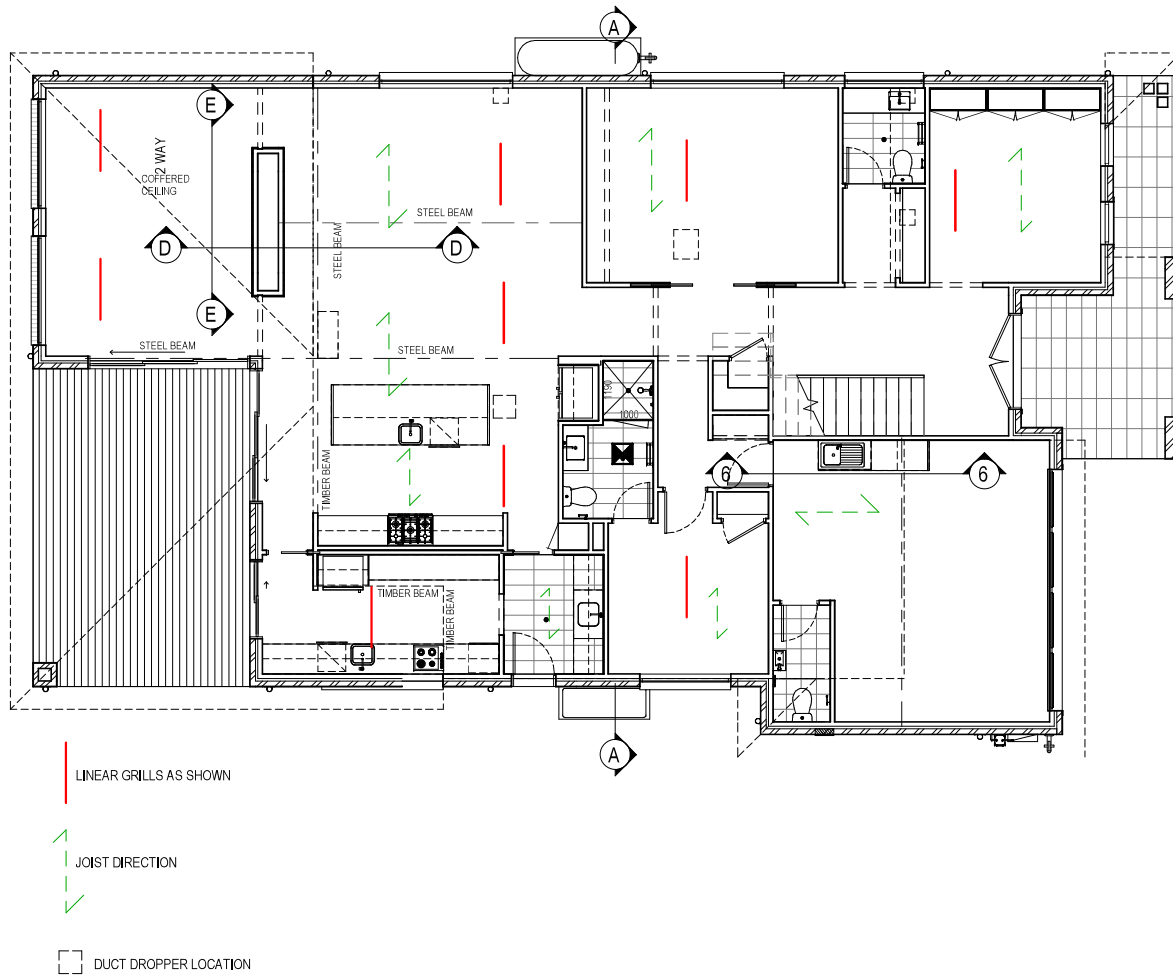 A
E
2 WAY
COFFERED
CEILING
STEEL BEAM
D
D
STEEL BEAM
E
STEEL BEAM
STEEL BEAM
1190
1000
TIMBER BEAM
6
6
TIMBER BEAM
TIMBER BEAM
A
LINEAR GRILLS AS SHOWN
JOIST DIRECTION
DUCT DROPPER LOCATION